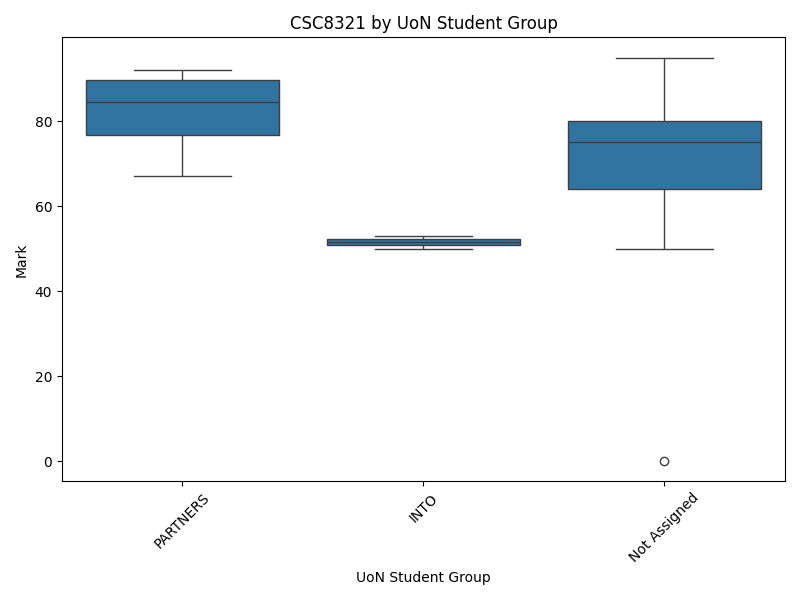 CSC8321 by UoN Student Group
Mark
80
60
40
20
0
PARTNERS
INTO
Not Assigned
UoN Student Group